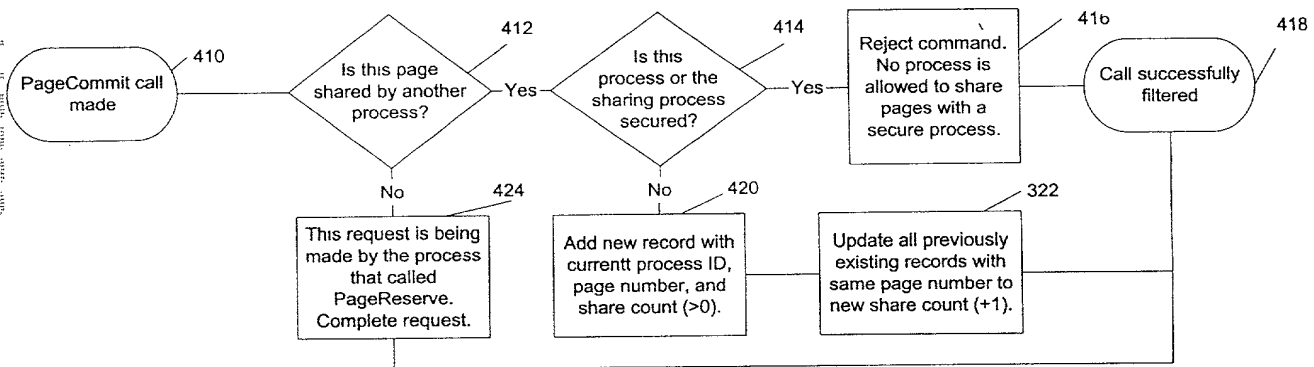 410
PageCommit call
made
412
Is this page
shared by another
process?
Yes
414
Is this
process or the
sharing process
secured?
Yes
416
Reject command.
No process is
allowed to share
pages with a
secure process.
418
Call successfully
filtered
No
424
This request is being
made by the process
that called
PageReserve.
Complete request.
No
420
Add new record with
currentt process ID,
page number, and
share count (>0).
322
Update all previously
existing records with
same page number to
new share count (+1).